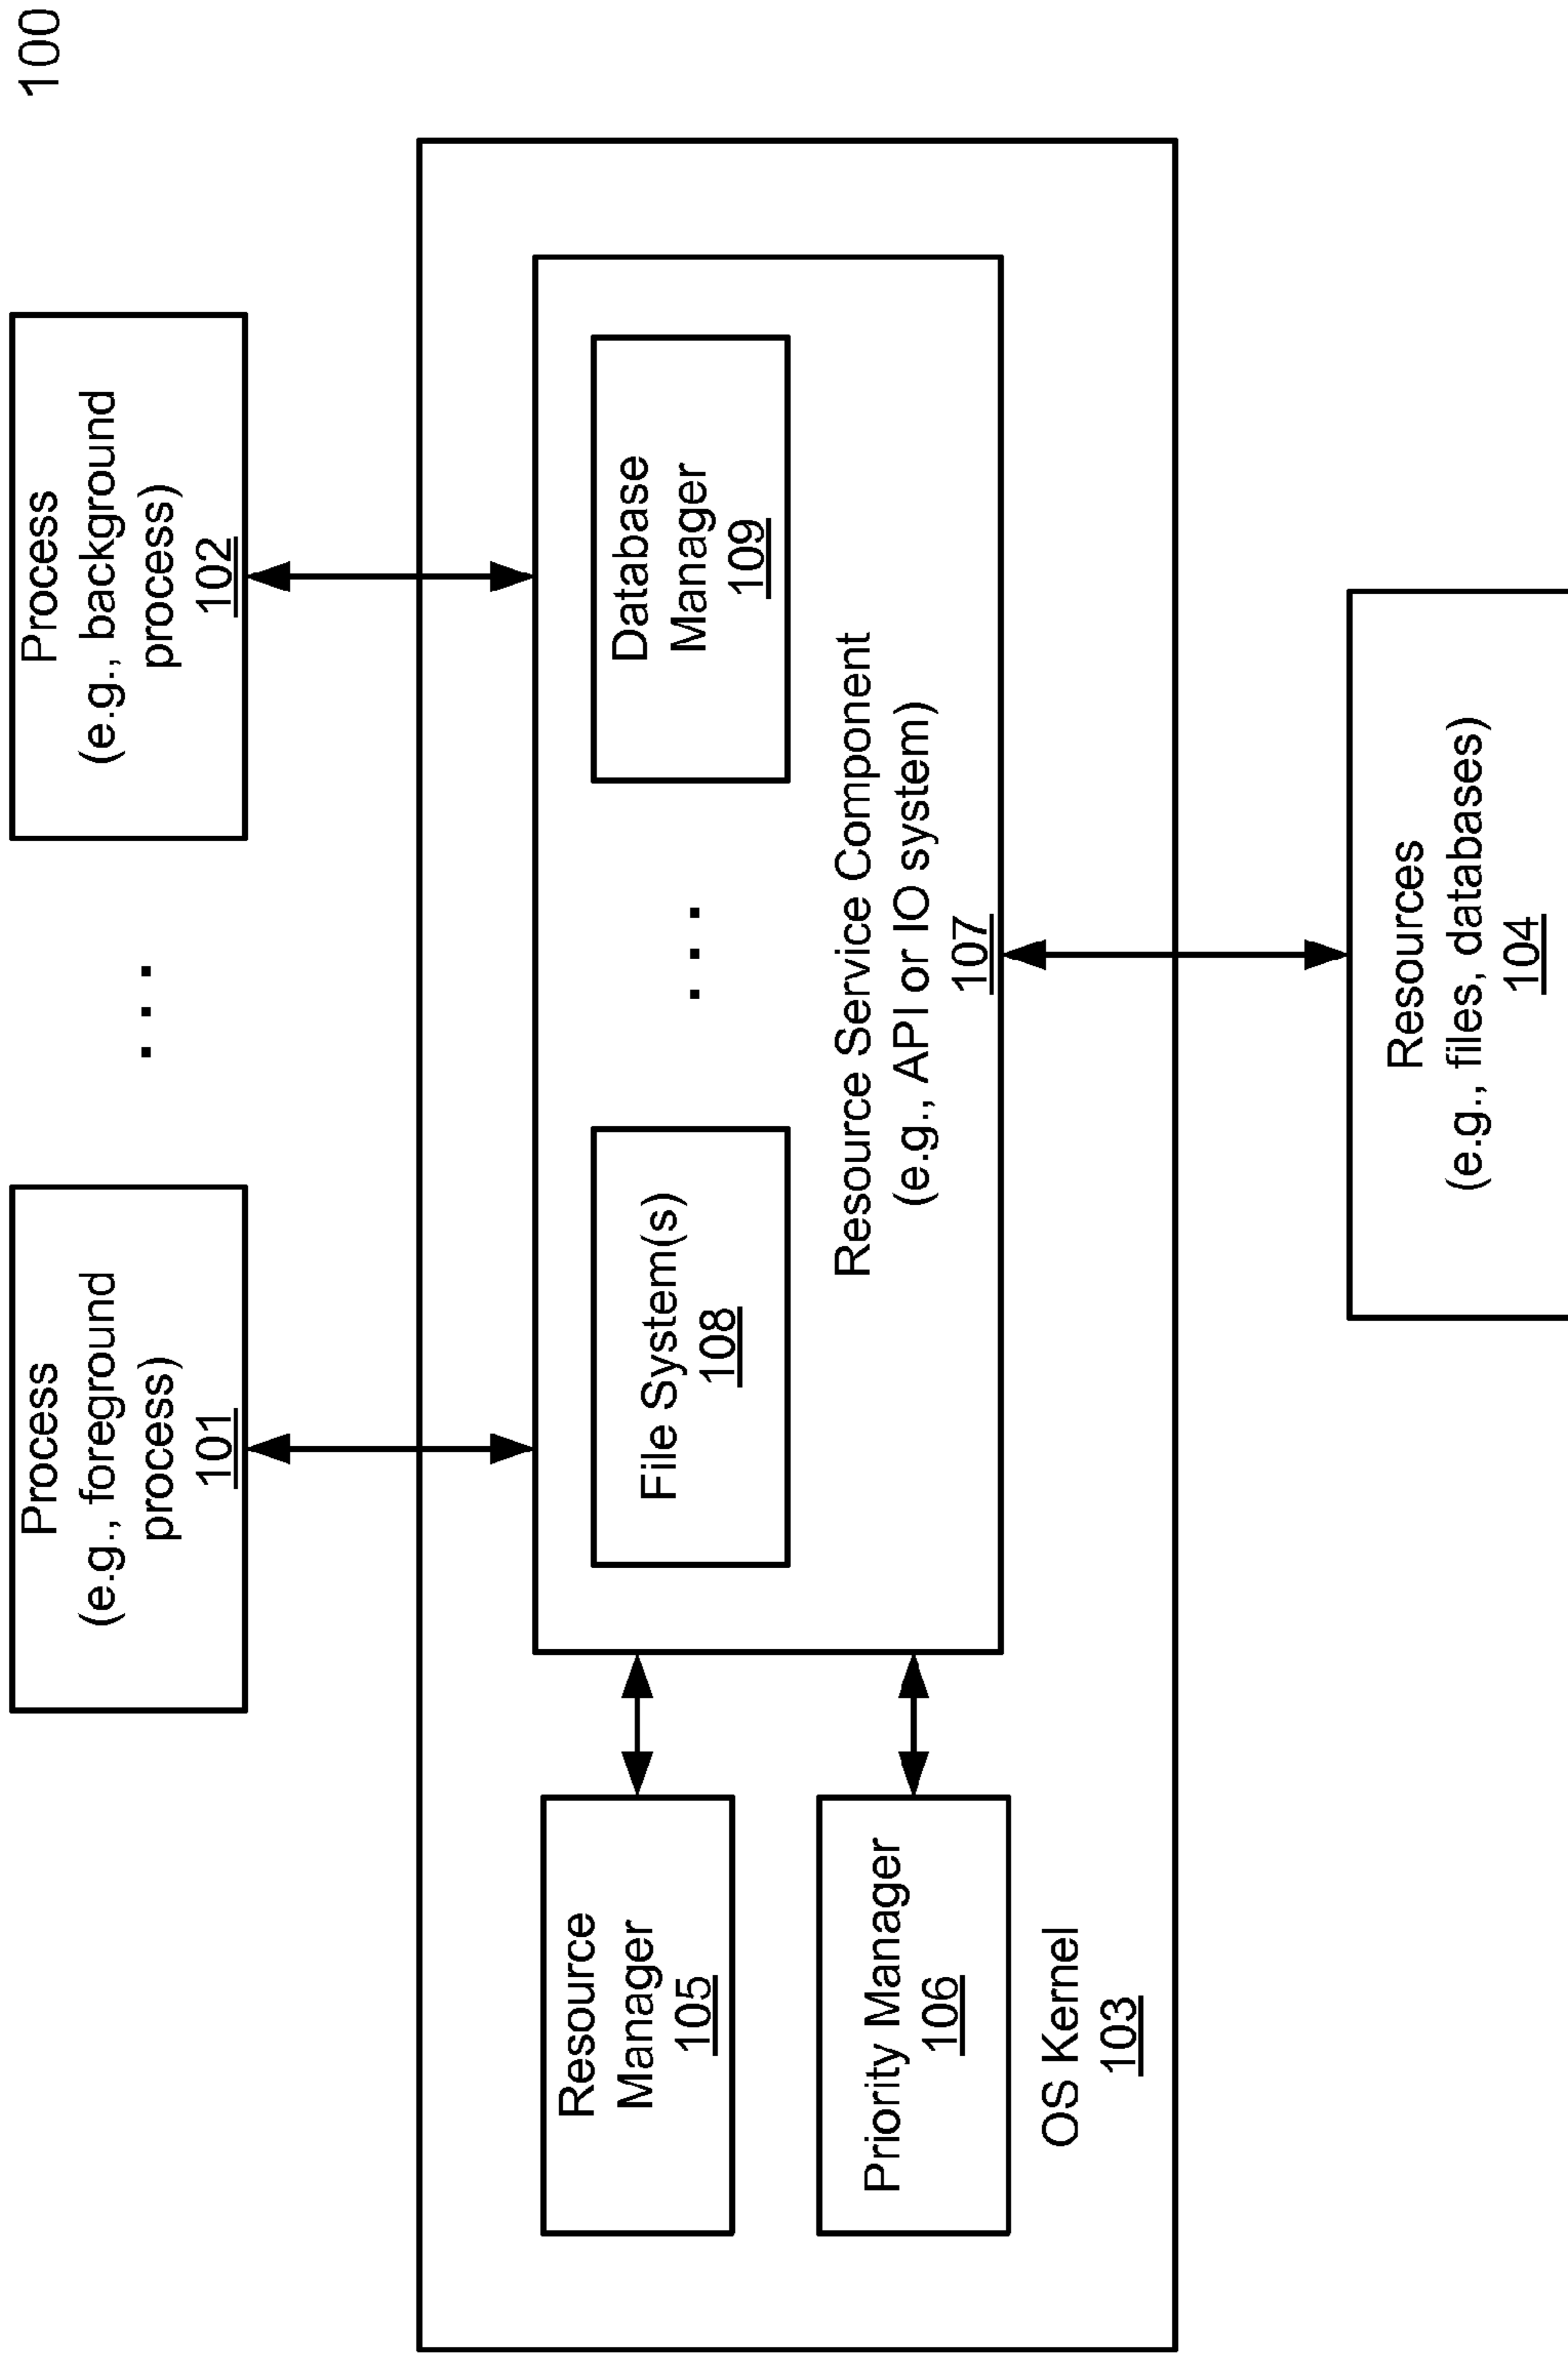 100
Process
(e.g., foreground
process)
101
. . .
Process
(e.g., background
process)
102
Resource
Manager
105
Priority Manager
106
OS Kernel
103
File System(s)
108
. . .
Database
Manager
109
Resource Service Component
(e.g., API or IO system)
107
Resources
(e.g., files, databases)
104